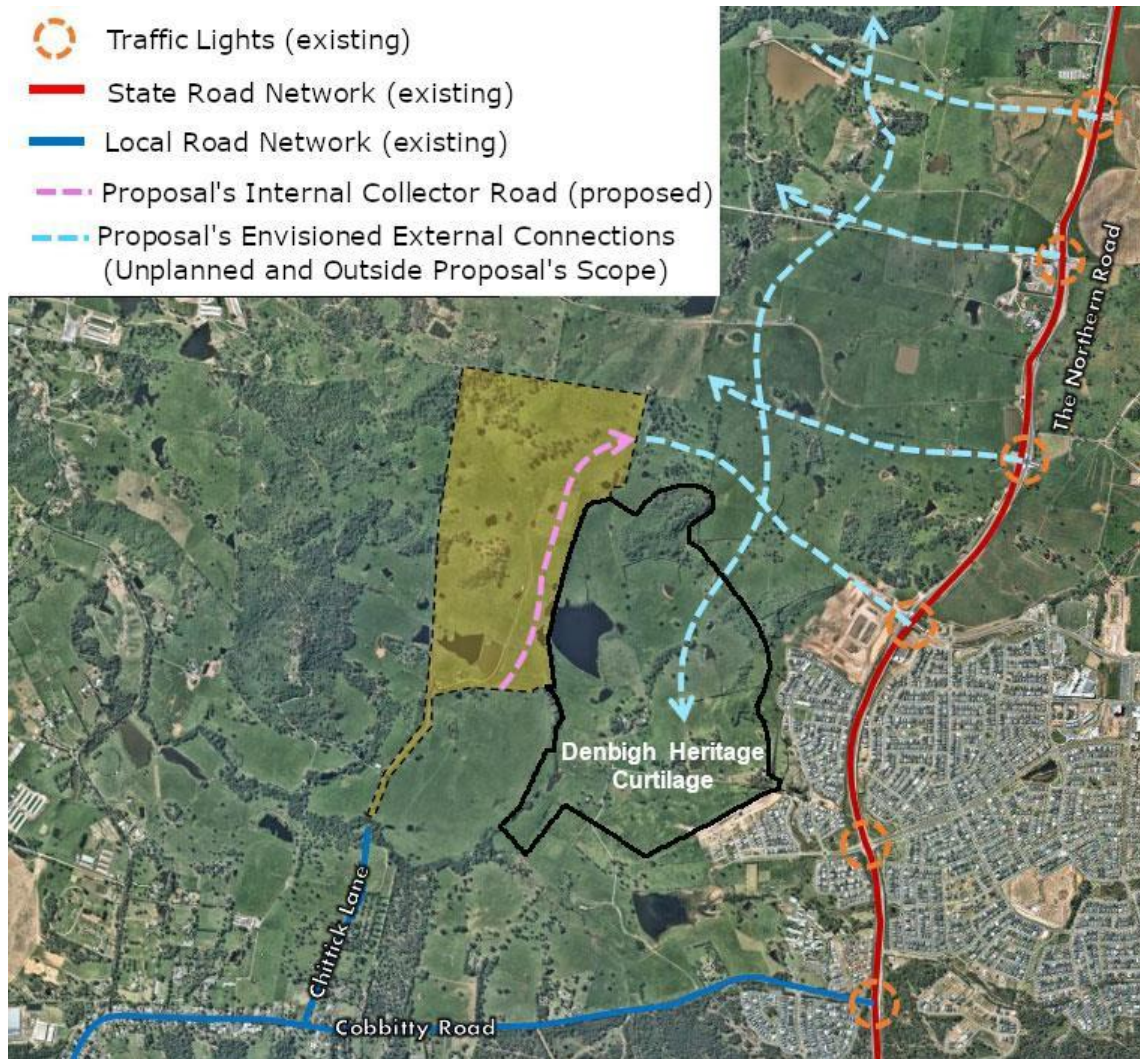 Traffic Lights (existing)
State Road Network (existing)
Local Road Network (existing)
Proposal's Internal Collector Road (proposed)
Proposal's Envisioned External Connections
(Unplanned and Outside Proposal's Scope)
The Northern Road
Denbigh Heritage
Curtilage
Chittick Lane
Cobbitty Road